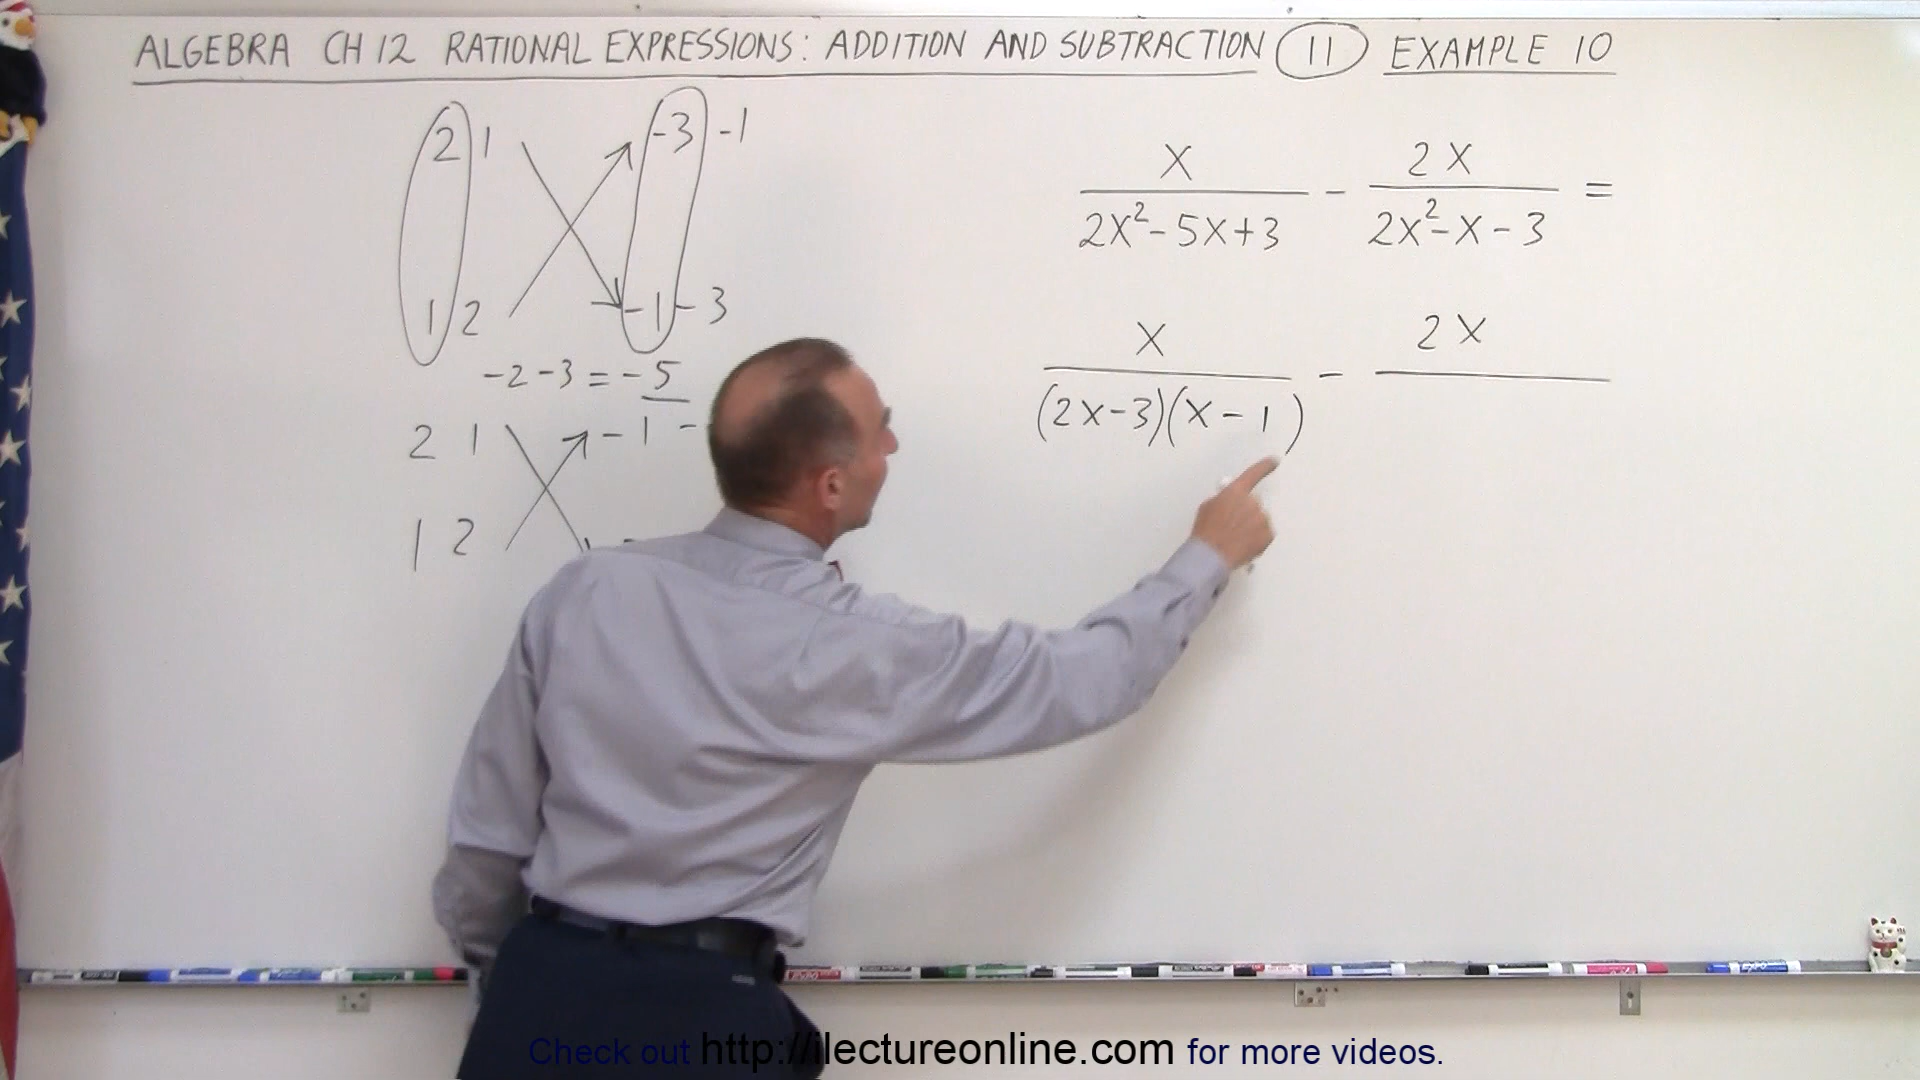 ALGEBRA CH 12 RATIONAL EXPRESSIONS: ADDITION AND SUBTRACTION 11 EXAMPLE 10
2 1 -3 -1
1 2 -1 -3
-2 -3 = -5
2 1 -1 -
1 2
X 2X
— - — =
2X²-5X+3 2X²-X-3
X 2X
— - —
(2X-3)(X-1)
Check out http://ilectureonline.com for more videos.